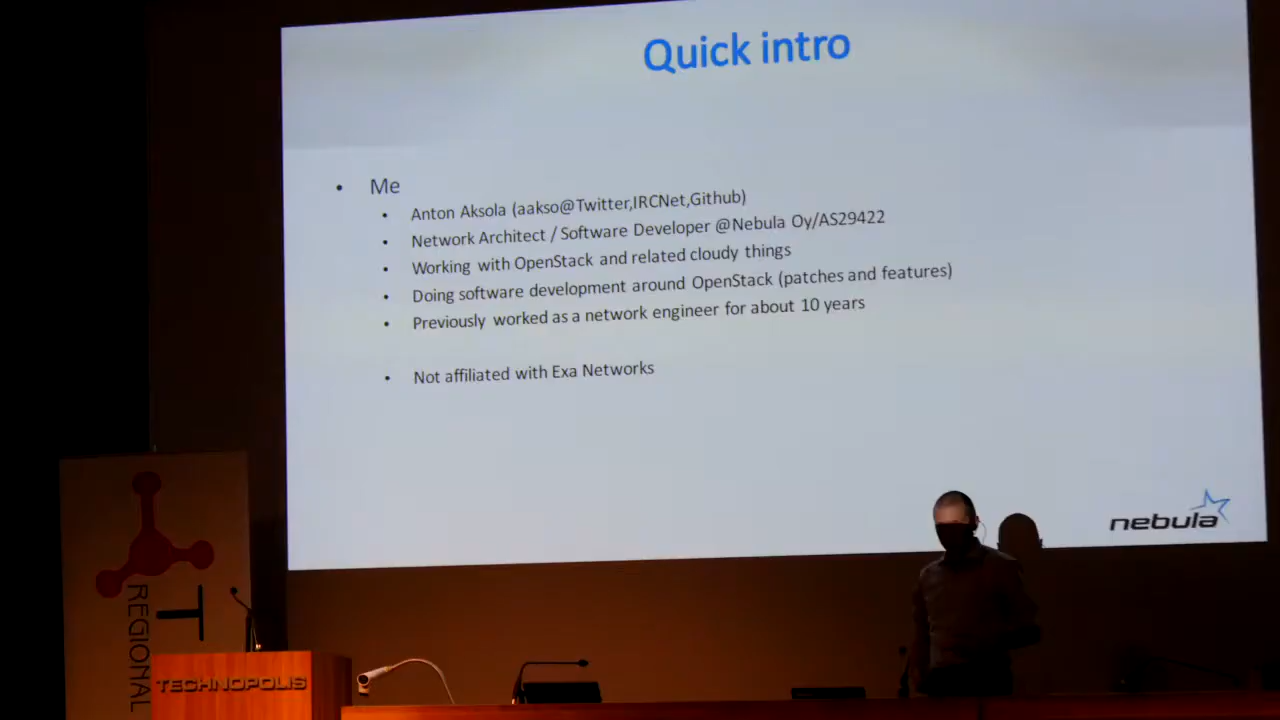 Quick intro
• Me
• Anton Aksola (aakso@Twitter,IRCNet,Github)
• Network Architect / Software Developer @Nebula Oy/AS29422
• Working with OpenStack and related cloudy things
• Doing software development around OpenStack (patches and features)
• Previously worked as a network engineer for about 10 years
• Not affiliated with Exa Networks
nebula
T
REGIONAL
TECHNOPOLIS